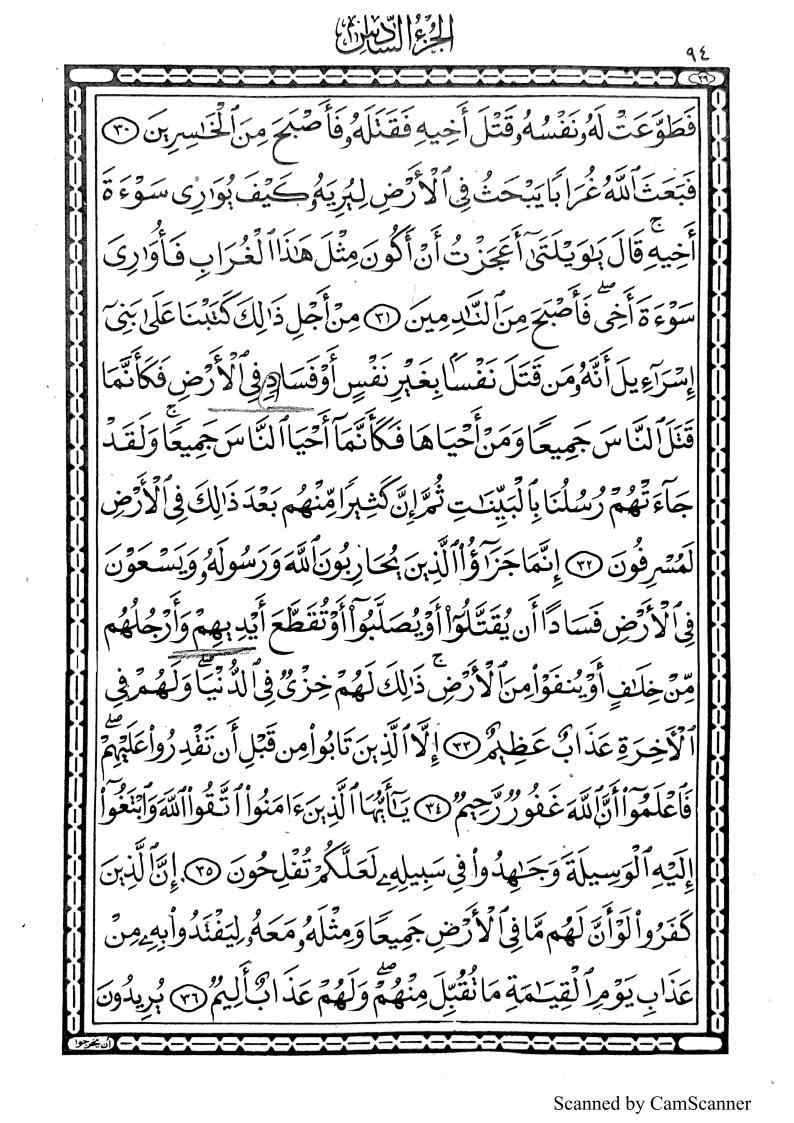 الجزء السادس
٩٤
٢٩
فَطَوَّعَتْ لَهُۥ نَفْسُهُۥ قَتْلَ أَخِيهِ فَقَتَلَهُۥ فَأَصْبَحَ مِنَ ٱلْخَٰسِرِينَ ٣٠
فَبَعَثَ ٱللَّهُ غُرَابًا يَبْحَثُ فِى ٱلْأَرْضِ لِيُرِيَهُۥ كَيْفَ يُوَٰرِى سَوْءَةَ
أَخِيهِ ۚ قَالَ يَٰوَيْلَتَىٰٓ أَعَجَزْتُ أَنْ أَكُونَ مِثْلَ هَٰذَا ٱلْغُرَابِ فَأُوَٰرِىَ
سَوْءَةَ أَخِى ۖ فَأَصْبَحَ مِنَ ٱلنَّٰدِمِينَ ٣١ مِنْ أَجْلِ ذَٰلِكَ كَتَبْنَا عَلَىٰ بَنِىٓ
إِسْرَٰٓءِيلَ أَنَّهُۥ مَن قَتَلَ نَفْسًۢا بِغَيْرِ نَفْسٍ أَوْ فَسَادٍ فِى ٱلْأَرْضِ فَكَأَنَّمَا
قَتَلَ ٱلنَّاسَ جَمِيعًا وَمَنْ أَحْيَاهَا فَكَأَنَّمَآ أَحْيَا ٱلنَّاسَ جَمِيعًا ۚ وَلَقَدْ
جَآءَتْهُمْ رُسُلُنَا بِٱلْبَيِّنَٰتِ ثُمَّ إِنَّ كَثِيرًا مِّنْهُم بَعْدَ ذَٰلِكَ فِى ٱلْأَرْضِ
لَمُسْرِفُونَ ٣٢ إِنَّمَا جَزَٰٓؤُا۟ ٱلَّذِينَ يُحَارِبُونَ ٱللَّهَ وَرَسُولَهُۥ وَيَسْعَوْنَ
فِى ٱلْأَرْضِ فَسَادًا أَن يُقَتَّلُوٓا۟ أَوْ يُصَلَّبُوٓا۟ أَوْ تُقَطَّعَ أَيْدِيهِمْ وَأَرْجُلُهُم
مِّنْ خِلَٰفٍ أَوْ يُنفَوْا۟ مِنَ ٱلْأَرْضِ ۚ ذَٰلِكَ لَهُمْ خِزْىٌ فِى ٱلدُّنْيَا ۖ وَلَهُمْ فِى
ٱلْأَخِرَةِ عَذَابٌ عَظِيمٌ ٣٣ إِلَّا ٱلَّذِينَ تَابُوا۟ مِن قَبْلِ أَن تَقْدِرُوا۟ عَلَيْهِمْ ۖ
فَٱعْلَمُوٓا۟ أَنَّ ٱللَّهَ غَفُورٌ رَّحِيمٌ ٣٤ يَٰٓأَيُّهَا ٱلَّذِينَ ءَامَنُوا۟ ٱتَّقُوا۟ ٱللَّهَ وَٱبْتَغُوٓا۟
إِلَيْهِ ٱلْوَسِيلَةَ وَجَٰهِدُوا۟ فِى سَبِيلِهِۦ لَعَلَّكُمْ تُفْلِحُونَ ٣٥ إِنَّ ٱلَّذِينَ
كَفَرُوا۟ لَوْ أَنَّ لَهُم مَّا فِى ٱلْأَرْضِ جَمِيعًا وَمِثْلَهُۥ مَعَهُۥ لِيَفْتَدُوا۟ بِهِۦ مِنْ
عَذَابِ يَوْمِ ٱلْقِيَٰمَةِ مَا تُقُبِّلَ مِنْهُمْ ۖ وَلَهُمْ عَذَابٌ أَلِيمٌ ٣٦ يُرِيدُونَ
أن يخرجوا
Scanned by CamScanner